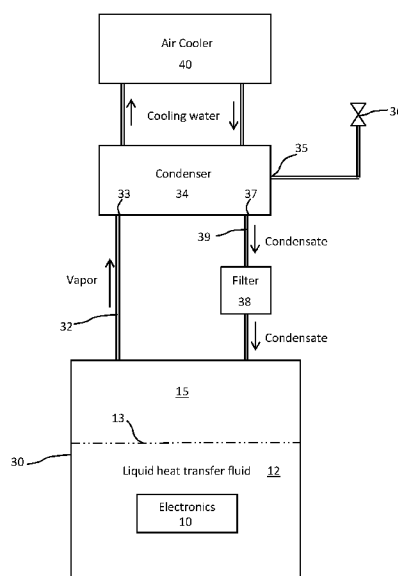 Air Cooler
40
Cooling water
36
35
Condenser
33
34
37
39
Condensate
Vapor
Filter
38
32
Condensate
15
13
30
Liquid heat transfer fluid 12
Electronics
10